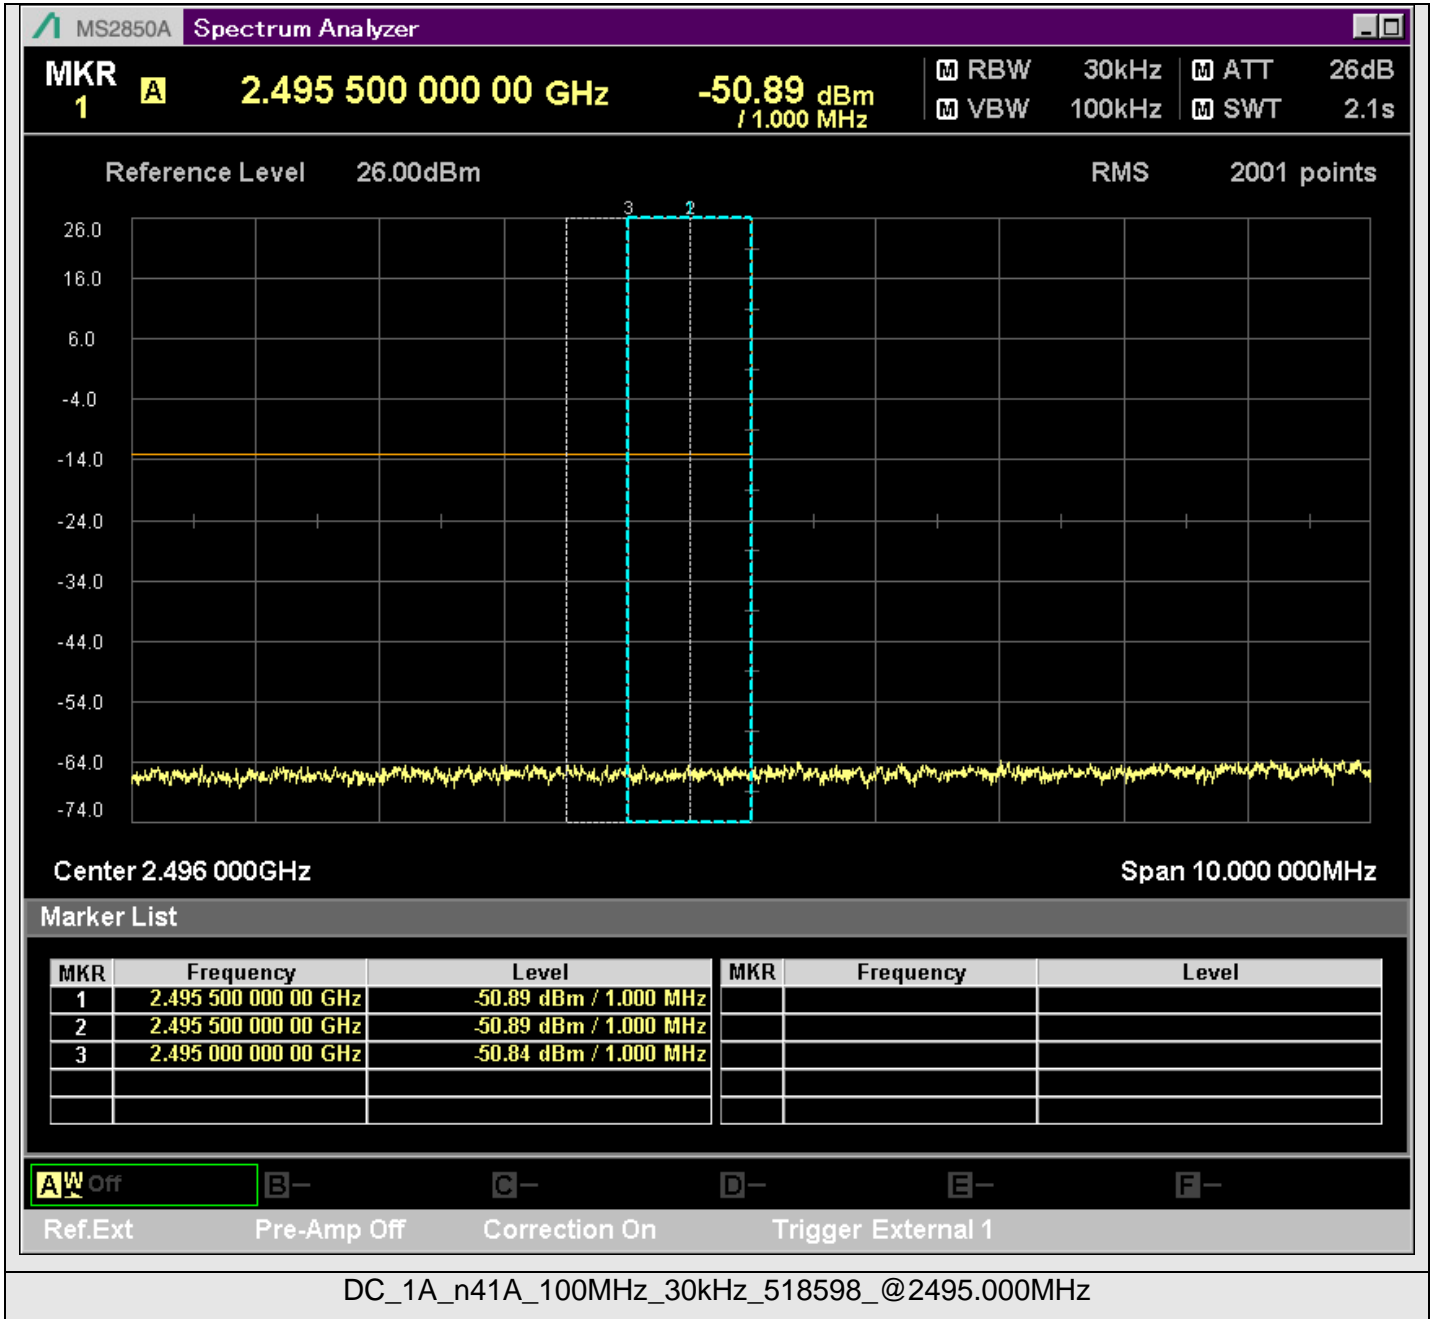 MS2850A Spectrum Analyzer
MKR 1 A 2.495 500 000 00 GHz -50.89 dBm / 1.000 MHz
M RBW 30kHz M ATT 26dB
M VBW 100kHz M SWT 2.1s
Reference Level 26.00dBm RMS 2001 points
3 2
26.0
16.0
6.0
-4.0
-14.0
-24.0
-34.0
-44.0
-54.0
-64.0
-74.0
Center 2.496 000GHz Span 10.000 000MHz
Marker List
MKR Frequency Level MKR Frequency Level
1 2.495 500 000 00 GHz -50.89 dBm / 1.000 MHz
2 2.495 500 000 00 GHz -50.89 dBm / 1.000 MHz
3 2.495 000 000 00 GHz -50.84 dBm / 1.000 MHz
A W Off B - C - D - E - F -
Ref.Ext Pre-Amp Off Correction On Trigger External 1
DC_1A_n41A_100MHz_30kHz_518598_@2495.000MHz